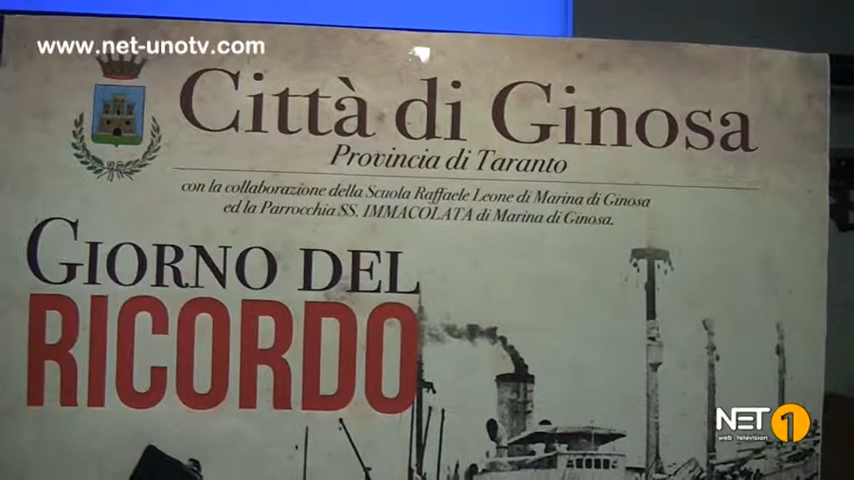 www.net-unotv.com
Città di Ginosa
Provincia di Taranto
con la collaborazione della Scuola Raffaele Leone di Marina di Ginosa
ed la Parrocchia SS. IMMACOLATA di Marina di Ginosa.
GIORNO DEL
RICORDO
NET 1
web television